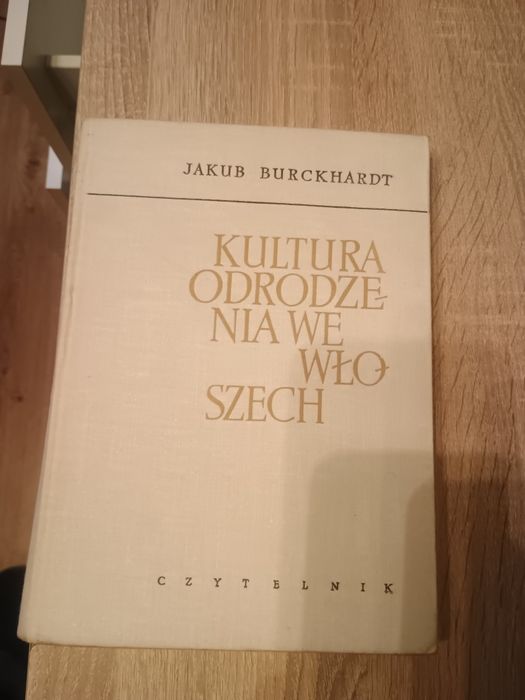 JAKUB BURCKHARDT
KULTURA
ODRODZE-
NIA WE
WŁO-
SZECH
CZYTELNIK